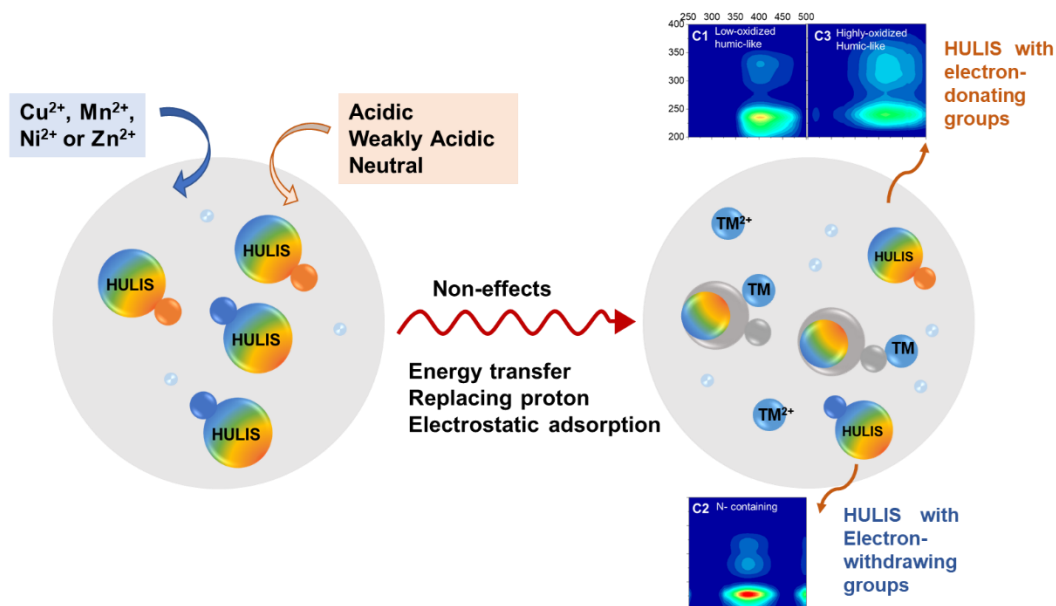 Cu²⁺, Mn²⁺,
Ni²⁺ or Zn²⁺
Acidic
Weakly Acidic
Neutral
HULIS
HULIS
HULIS
HULIS
Non-effects
Energy transfer
Replacing proton
Electrostatic adsorption
250 300 350 400 450 500
400
350
300
250
200
C1 Low-oxidized
humic-like
C3 Highly-oxidized
Humic-like
HULIS with
electron-
donating
groups
TM²⁺
HULIS
TM
TM
TM²⁺
HULIS
C2 N- containing
HULIS with
Electron-
withdrawing
groups